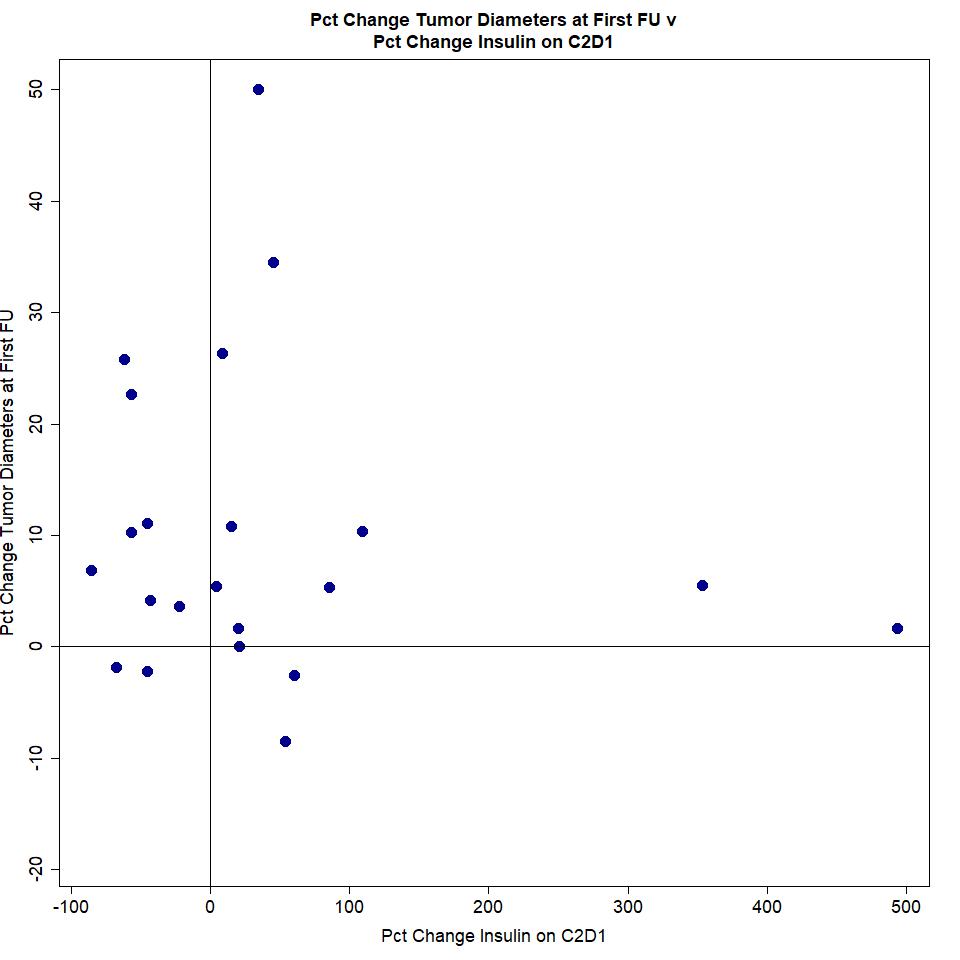 Pct Change Tumor Diameters at First FU v
Pct Change Insulin on C2D1
Pct Change Tumor Diameters at First FU
50
40
30
20
10
0
-10
-20
-100 0 100 200 300 400 500
Pct Change Insulin on C2D1